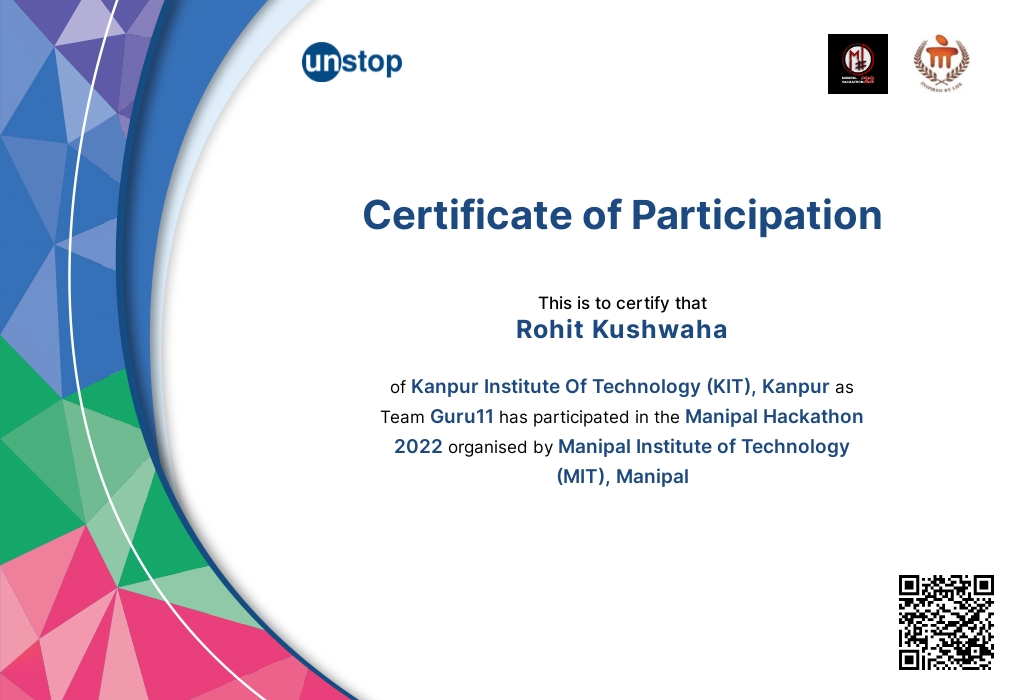 unstop
INSPIRED BY LIFE
Certificate of Participation
This is to certify that
Rohit Kushwaha
of Kanpur Institute Of Technology (KIT), Kanpur as
Team Guru11 has participated in the Manipal Hackathon
2022 organised by Manipal Institute of Technology
(MIT), Manipal